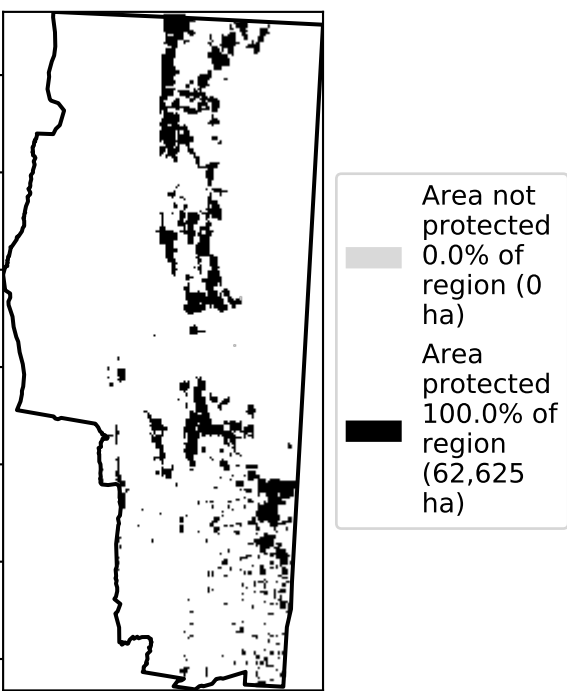 Area not
protected
0.0% of
region (0
ha)
Area
protected
100.0% of
region
(62,625
ha)